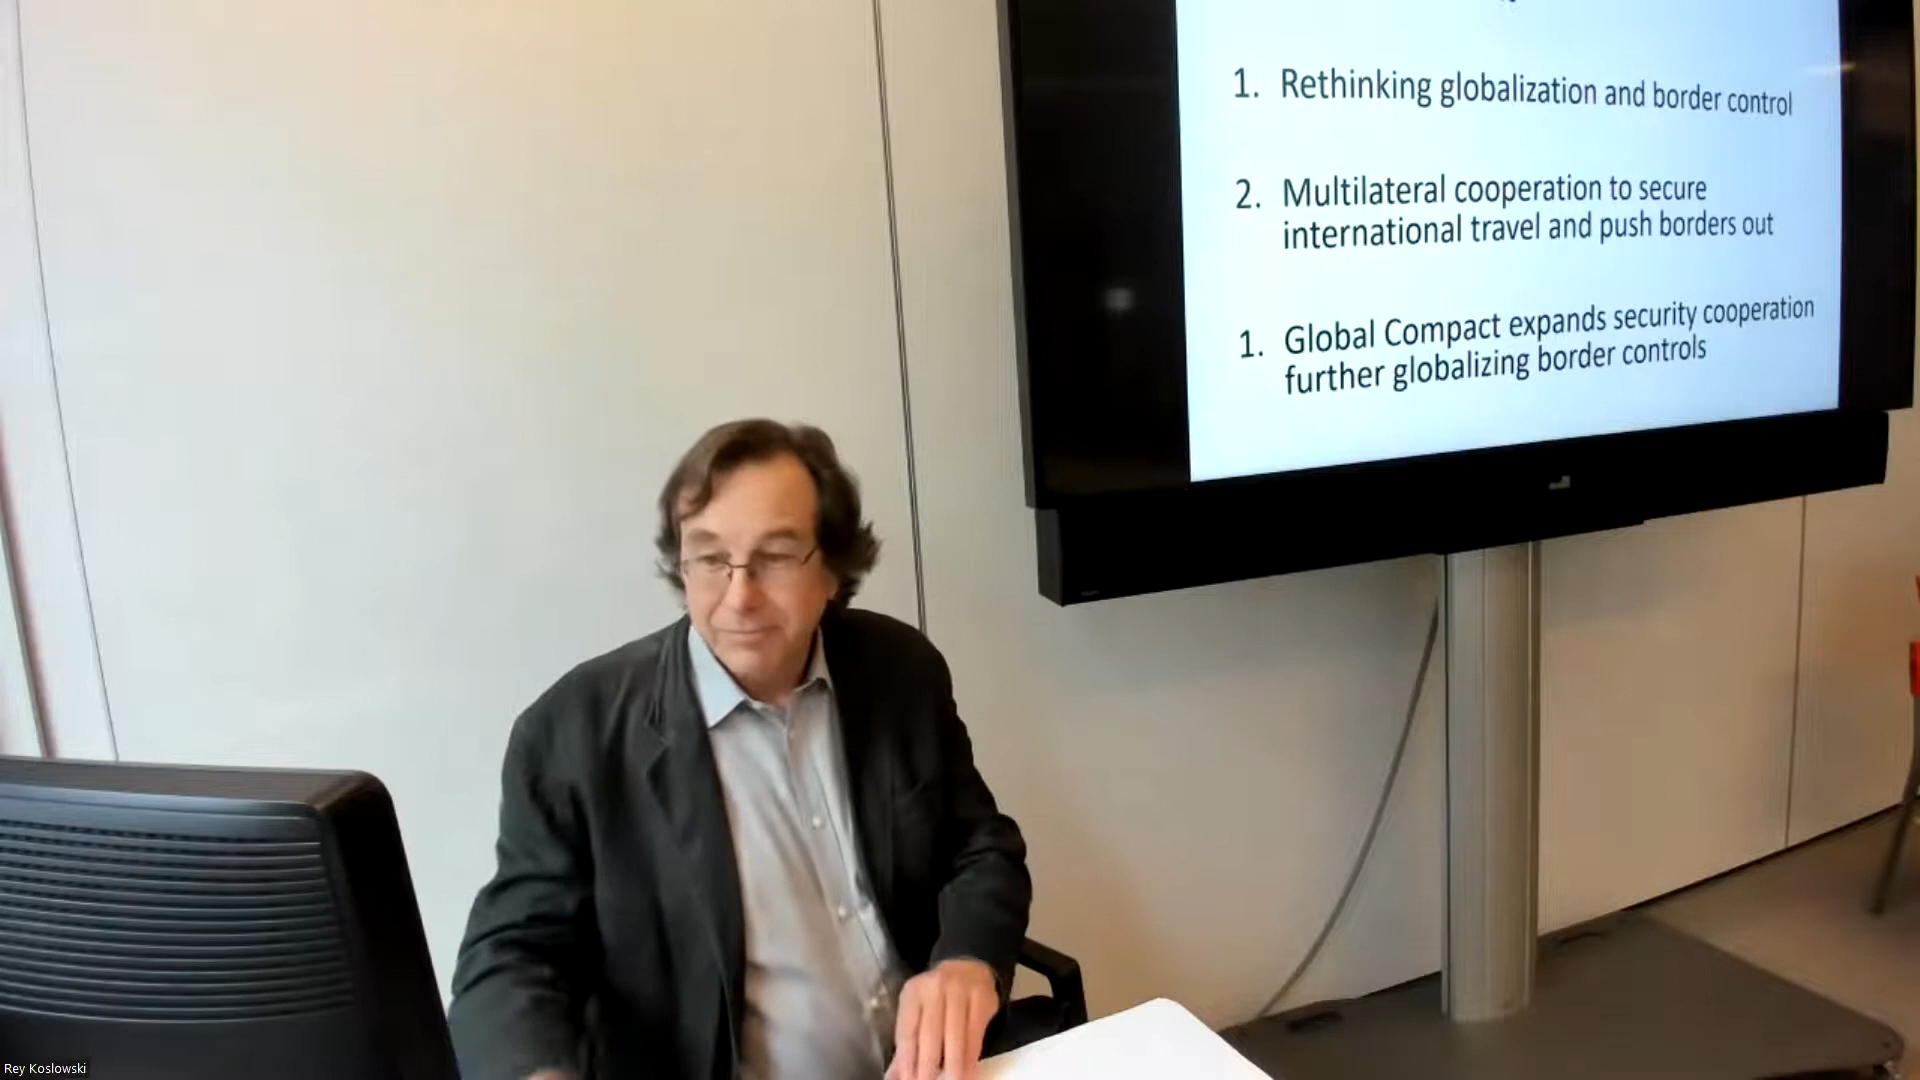 1. Rethinking globalization and border control
2. Multilateral cooperation to secure
international travel and push borders out
1. Global Compact expands security cooperation
further globalizing border controls
Rey Koslowski